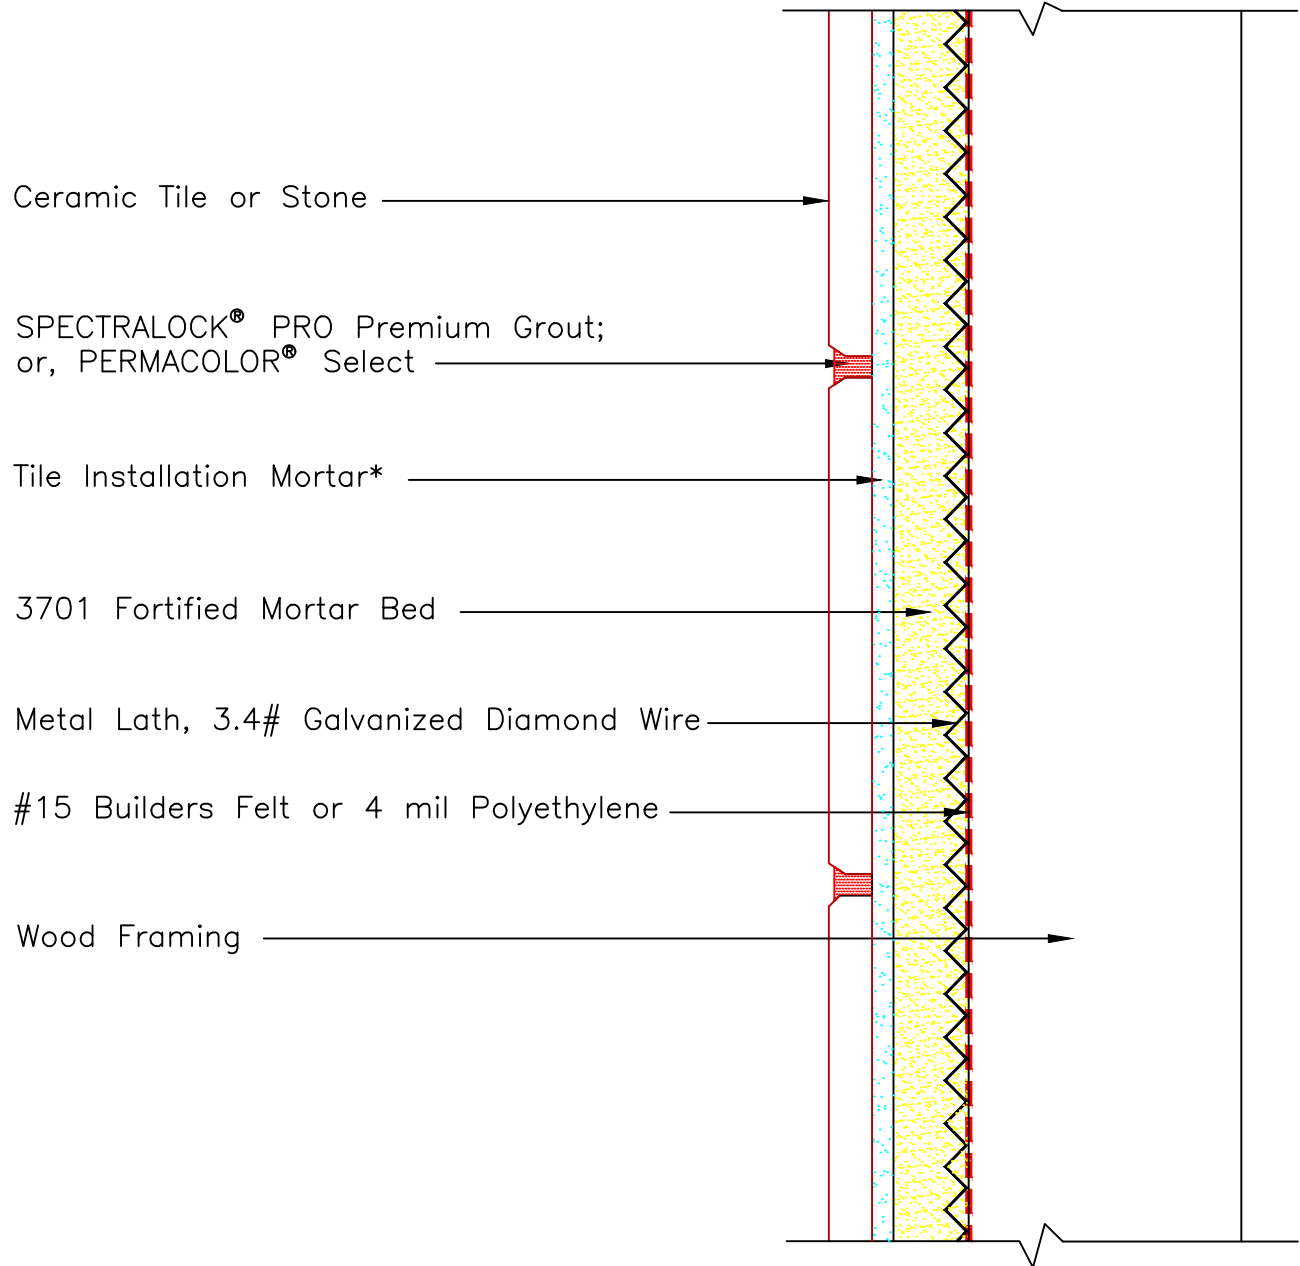 Ceramic Tile or Stone
SPECTRALOCK® PRO Premium Grout;
or, PERMACOLOR® Select
Tile Installation Mortar*
3701 Fortified Mortar Bed
Metal Lath, 3.4# Galvanized Diamond Wire
#15 Builders Felt or 4 mil Polyethylene
Wood Framing